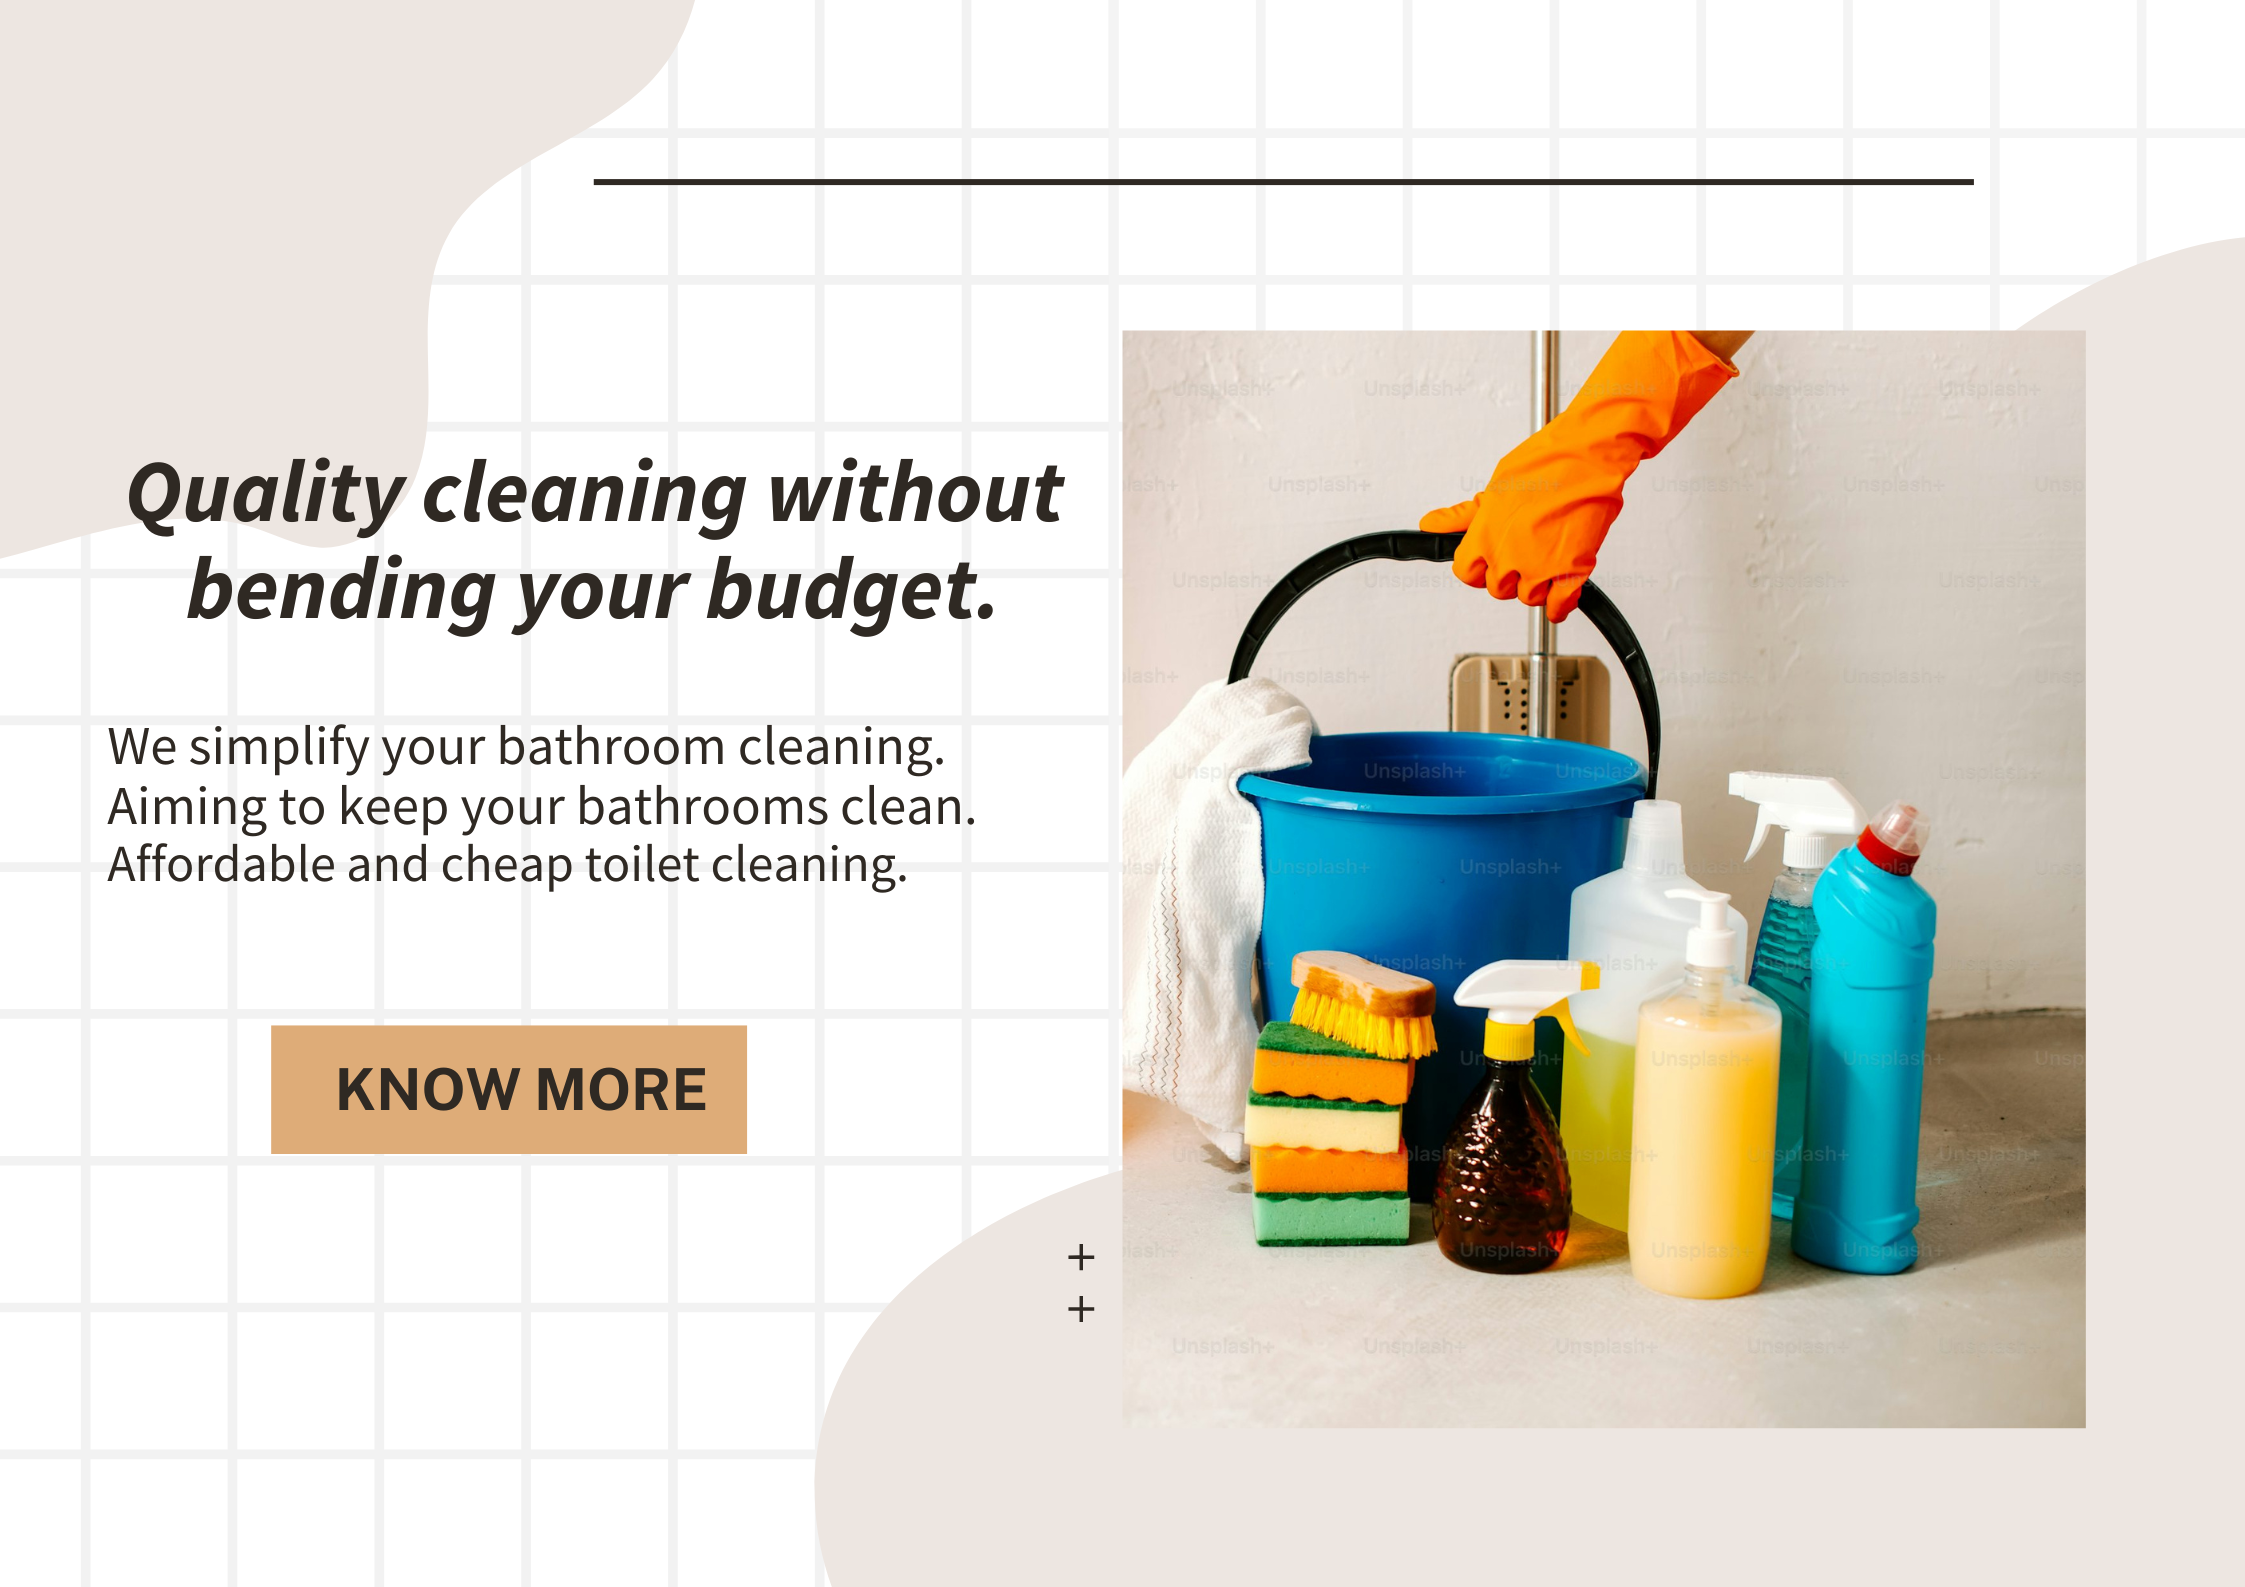 Quality cleaning without
bending your budget.
We simplify your bathroom cleaning.
Aiming to keep your bathrooms clean.
Affordable and cheap toilet cleaning.
KNOW MORE
+
+
Unsplash+